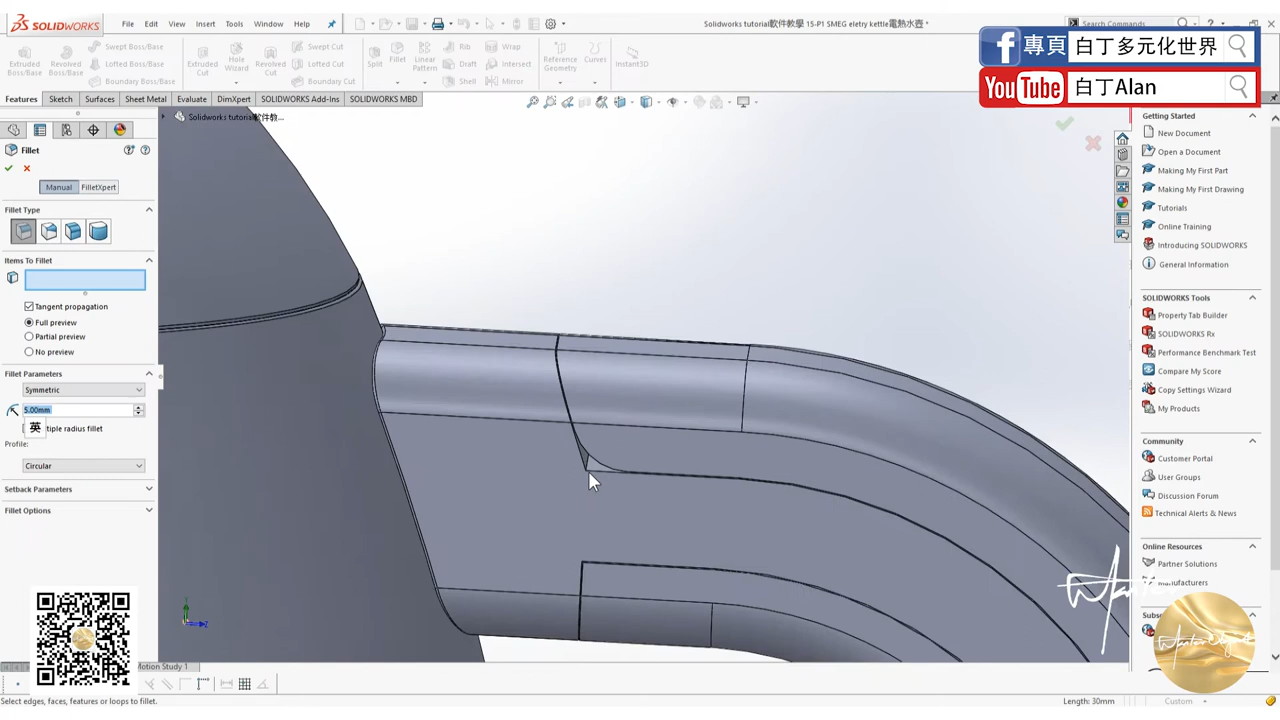 SOLIDWORKS
File Edit View Insert Tools Window Help
Solidworks tutorial軟件教學 15-P1 SMEG eletry kettle電熱水壺 *
Search Commands
專頁 白丁多元化世界
YouTube 白丁Alan
Extruded Boss/Base
Revolved Boss/Base
Swept Boss/Base
Lofted Boss/Base
Boundary Boss/Base
Extruded Cut
Hole Wizard
Revolved Cut
Swept Cut
Lofted Cut
Boundary Cut
Split
Fillet
Linear Pattern
Rib
Draft
Shell
Wrap
Intersect
Mirror
Reference Geometry
Curves
Instant3D
Features Sketch Surfaces Sheet Metal Evaluate DimXpert SOLIDWORKS Add-Ins SOLIDWORKS MBD
Solidworks tutorial軟件教...
Fillet
Manual FilletXpert
Fillet Type
Items To Fillet
Tangent propagation
Full preview
Partial preview
No preview
Fillet Parameters
Symmetric
5.00mm
英 tiple radius fillet
Profile:
Circular
Setback Parameters
Fillet Options
Getting Started
New Document
Open a Document
Making My First Part
Making My First Drawing
Tutorials
Online Training
Introducing SOLIDWORKS
General Information
SOLIDWORKS Tools
Property Tab Builder
SOLIDWORKS Rx
Performance Benchmark Test
Compare My Score
Copy Settings Wizard
My Products
Community
Customer Portal
User Groups
Discussion Forum
Technical Alerts & News
Online Resources
Partner Solutions
Manufacturers
Motion Study 1
Select edges, faces, features or loops to fillet.
Length: 30mm
Custom